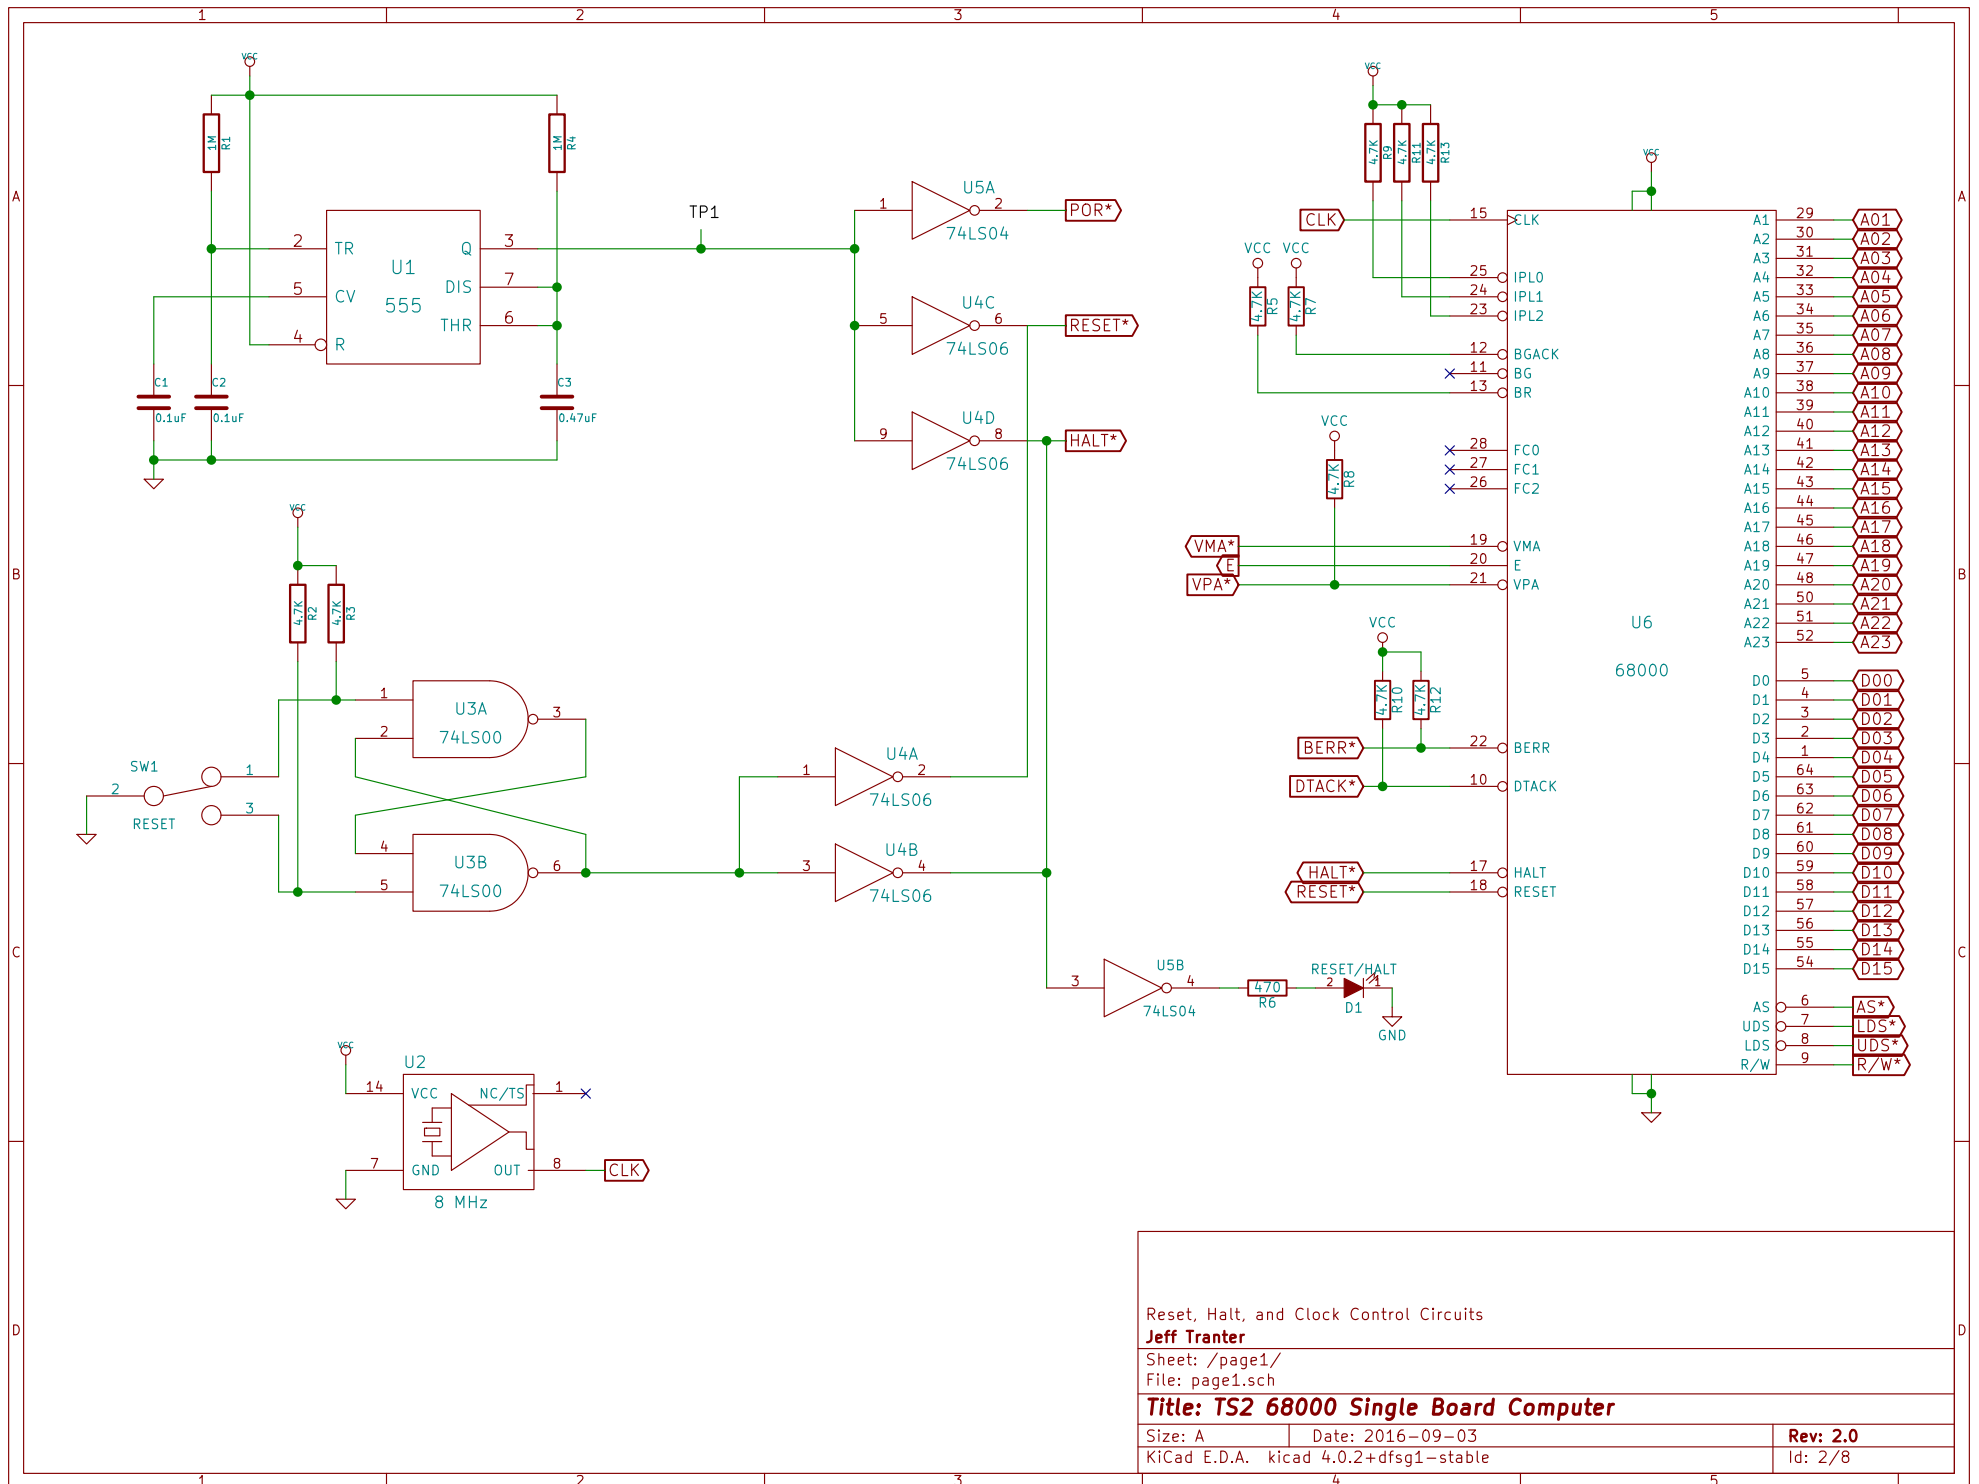 1 2 3 4 5
A
B
C
D
VCC
1M R1
1M R4
2 TR
5 CV
4 R
U1
555
Q 3
DIS 7
THR 6
C1
0.1uF
C2
0.1uF
C3
0.47uF
TP1
1 U5A 2
74LS04
POR*
5 U4C 6
74LS06
RESET*
9 U4D 8
74LS06
HALT*
VCC
4.7K R2
4.7K R3
SW1
2 1
3
RESET
1 U3A 3
2 74LS00
4 U3B 6
5 74LS00
1 U4A 2
74LS06
3 U4B 4
74LS06
3 U5B 4
74LS04
470
R6
RESET/HALT
2 1
D1
GND
VCC
U2
14 VCC NC/TS 1
7 GND OUT 8
CLK
8 MHz
VCC
4.7K R9
4.7K R11
4.7K R13
VCC
CLK 15 CLK
VCC VCC
4.7K R5
4.7K R7
25 IPL0
24 IPL1
23 IPL2
12 BGACK
11 BG
13 BR
VCC
4.7K R8
28 FC0
27 FC1
26 FC2
VMA* 19 VMA
E 20 E
VPA* 21 VPA
VCC
4.7K R10
4.7K R12
BERR* 22 BERR
DTACK* 10 DTACK
HALT* 17 HALT
RESET* 18 RESET
U6
68000
A1 29 A01
A2 30 A02
A3 31 A03
A4 32 A04
A5 33 A05
A6 34 A06
A7 35 A07
A8 36 A08
A9 37 A09
A10 38 A10
A11 39 A11
A12 40 A12
A13 41 A13
A14 42 A14
A15 43 A15
A16 44 A16
A17 45 A17
A18 46 A18
A19 47 A19
A20 48 A20
A21 50 A21
A22 51 A22
A23 52 A23
D0 5 D00
D1 4 D01
D2 3 D02
D3 2 D03
D4 1 D04
D5 64 D05
D6 63 D06
D7 62 D07
D8 61 D08
D9 60 D09
D10 59 D10
D11 58 D11
D12 57 D12
D13 56 D13
D14 55 D14
D15 54 D15
AS 6 AS*
UDS 7 LDS*
LDS 8 UDS*
R/W 9 R/W*
A
B
C
D
Reset, Halt, and Clock Control Circuits
Jeff Tranter
Sheet: /page1/
File: page1.sch
Title: TS2 68000 Single Board Computer
Size: A Date: 2016-09-03 Rev: 2.0
KiCad E.D.A. kicad 4.0.2+dfsg1-stable Id: 2/8
1 2 3 4 5